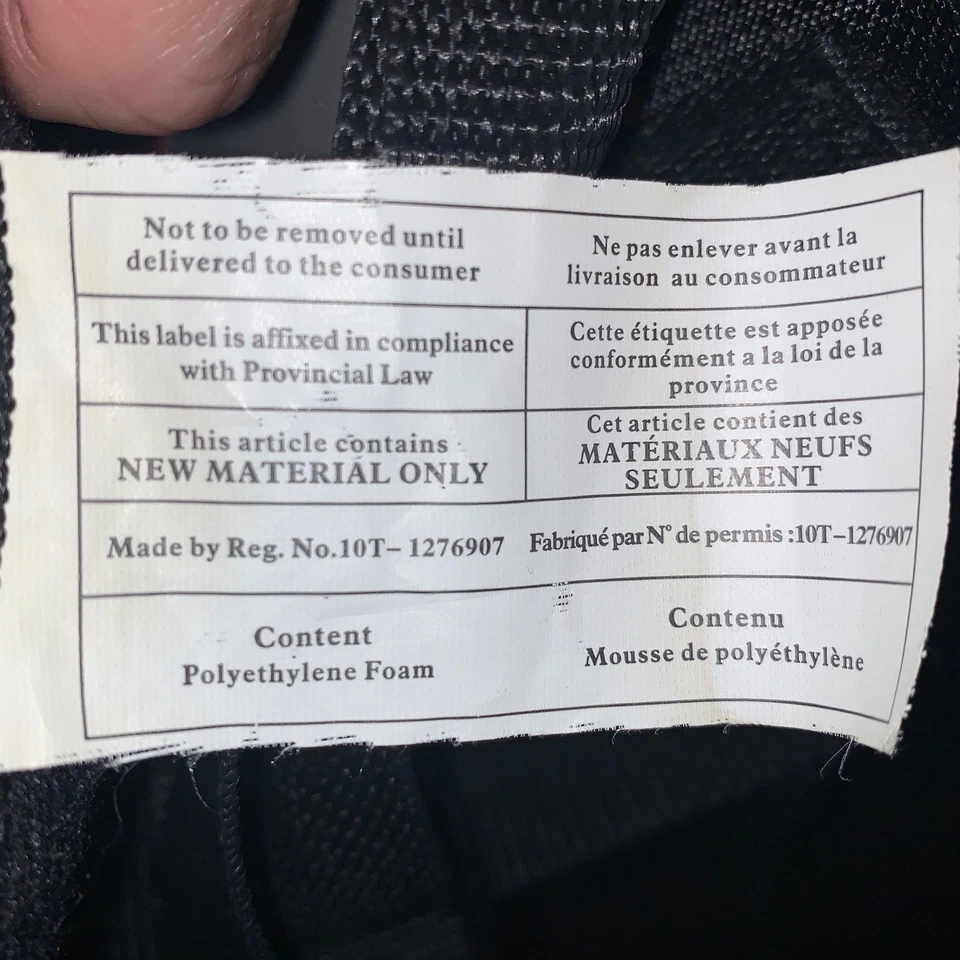 Not to be removed until
delivered to the consumer
Ne pas enlever avant la
livraison au consommateur
This label is affixed in compliance
with Provincial Law
Cette étiquette est apposée
conformément a la loi de la
province
This article contains
NEW MATERIAL ONLY
Cet article contient des
MATÉRIAUX NEUFS
SEULEMENT
Made by Reg. No.10T– 1276907
Fabriqué par N° de permis :10T–1276907
Content
Polyethylene Foam
Contenu
Mousse de polyéthylène